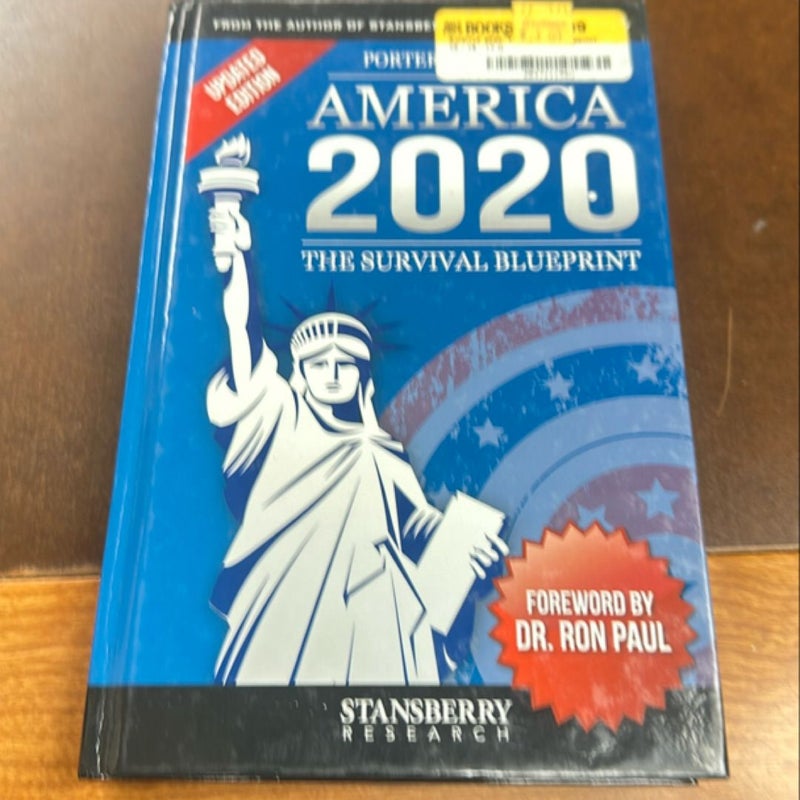 FROM THE AUTHOR OF STANSBE
BOOKS
UPDATED
EDITION
PORTER
AMERICA
2020
THE SURVIVAL BLUEPRINT
FOREWORD BY
DR. RON PAUL
STANSBERRY
RESEARCH